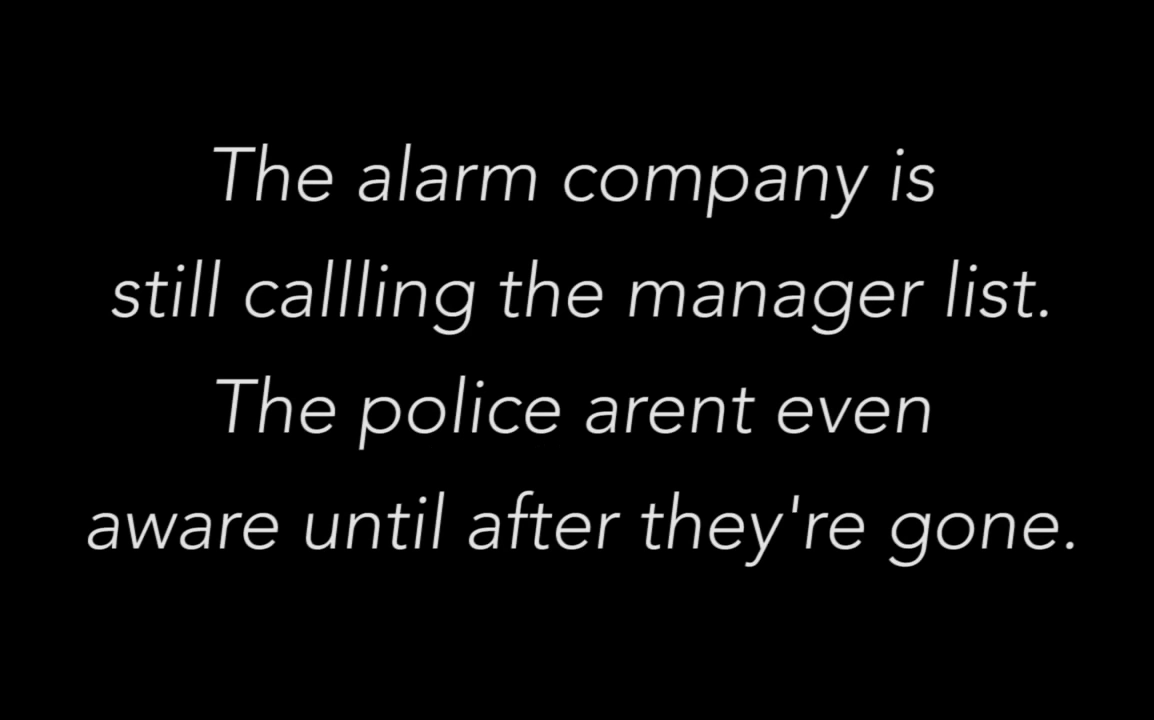 The alarm company is
still callling the manager list.
The police arent even
aware until after they're gone.